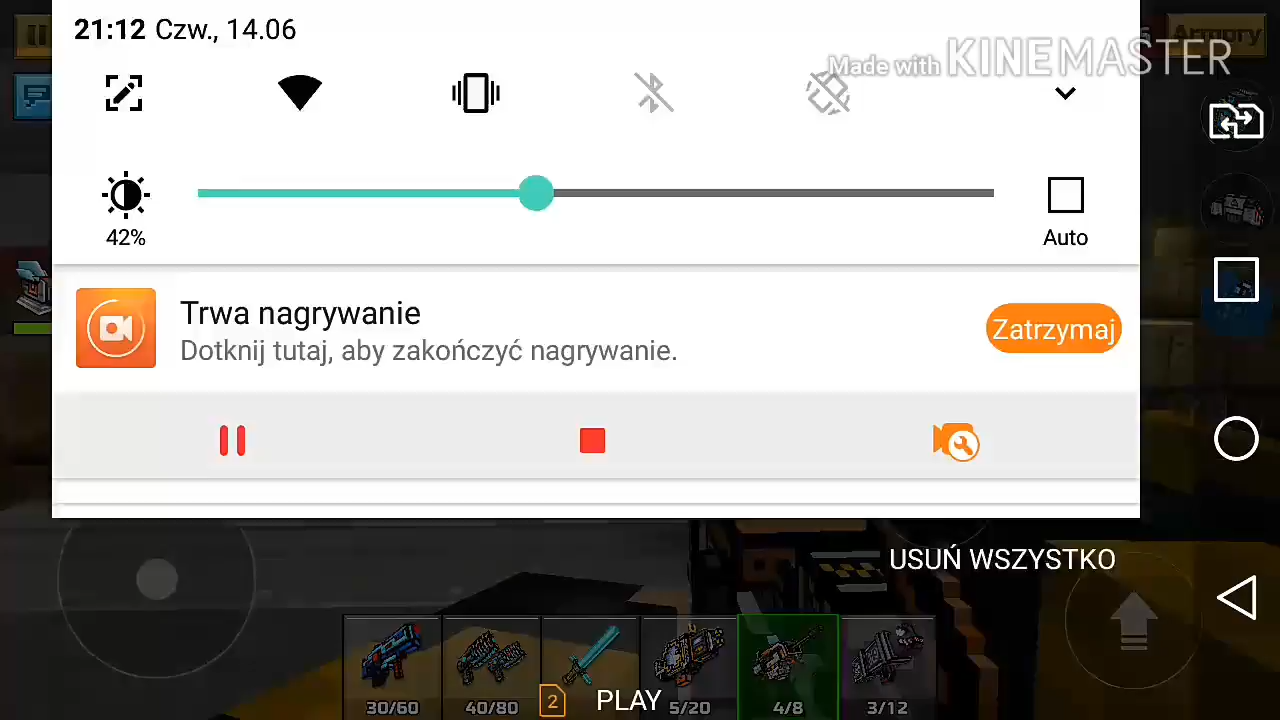 21:12 Czw., 14.06
Armory
Made with KINEMASTER
42%
Auto
Trwa nagrywanie
Dotknij tutaj, aby zakończyć nagrywanie.
Zatrzymaj
USUŃ WSZYSTKO
30/60
40/80
2
PLAY
5/20
4/8
3/12